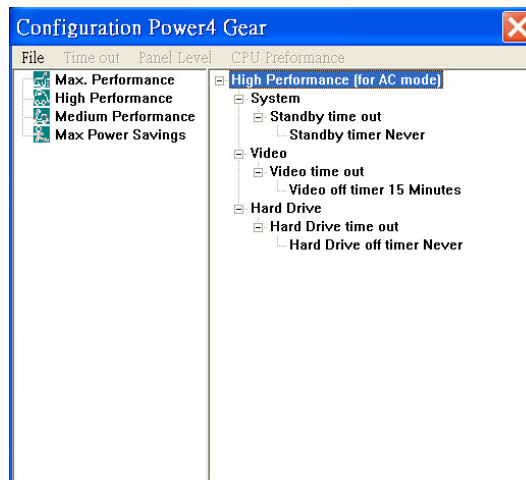 Configuration Power4 Gear
File Time out Panel Level CPU Preformance
Max. Performance
High Performance
Medium Performance
Max Power Savings
High Performance (for AC mode)
System
Standby time out
Standby timer Never
Video
Video time out
Video off timer 15 Minutes
Hard Drive
Hard Drive time out
Hard Drive off timer Never